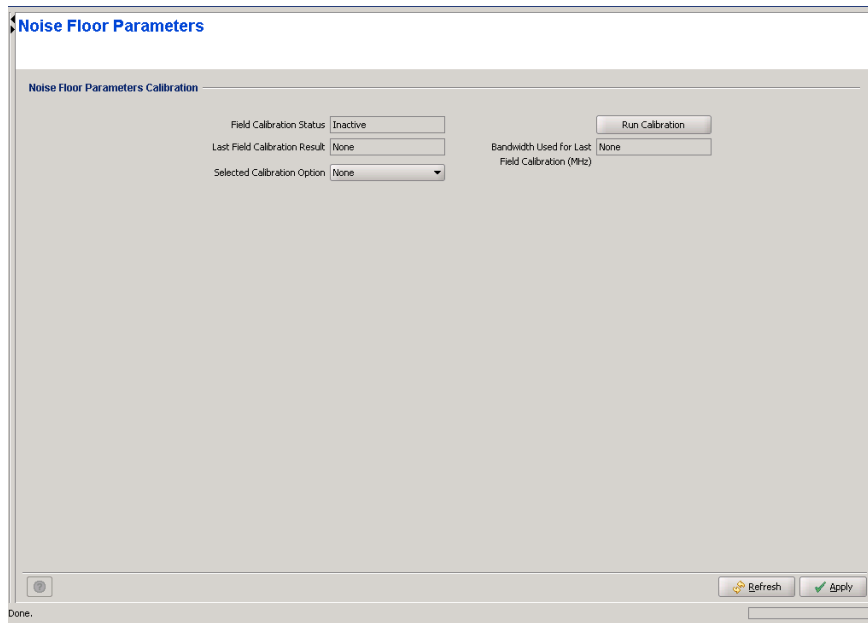 Noise Floor Parameters
Noise Floor Parameters Calibration
Field Calibration Status Inactive Run Calibration
Last Field Calibration Result None Bandwidth Used for Last None
Field Calibration (MHz)
Selected Calibration Option None
? Refresh Apply
Done.